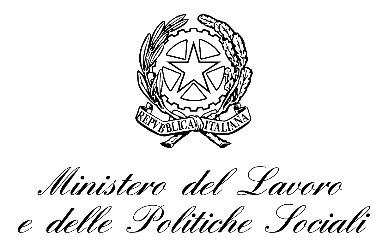 REPVBBLICA ITALIANA
Ministero del Lavoro
e delle Politiche Sociali